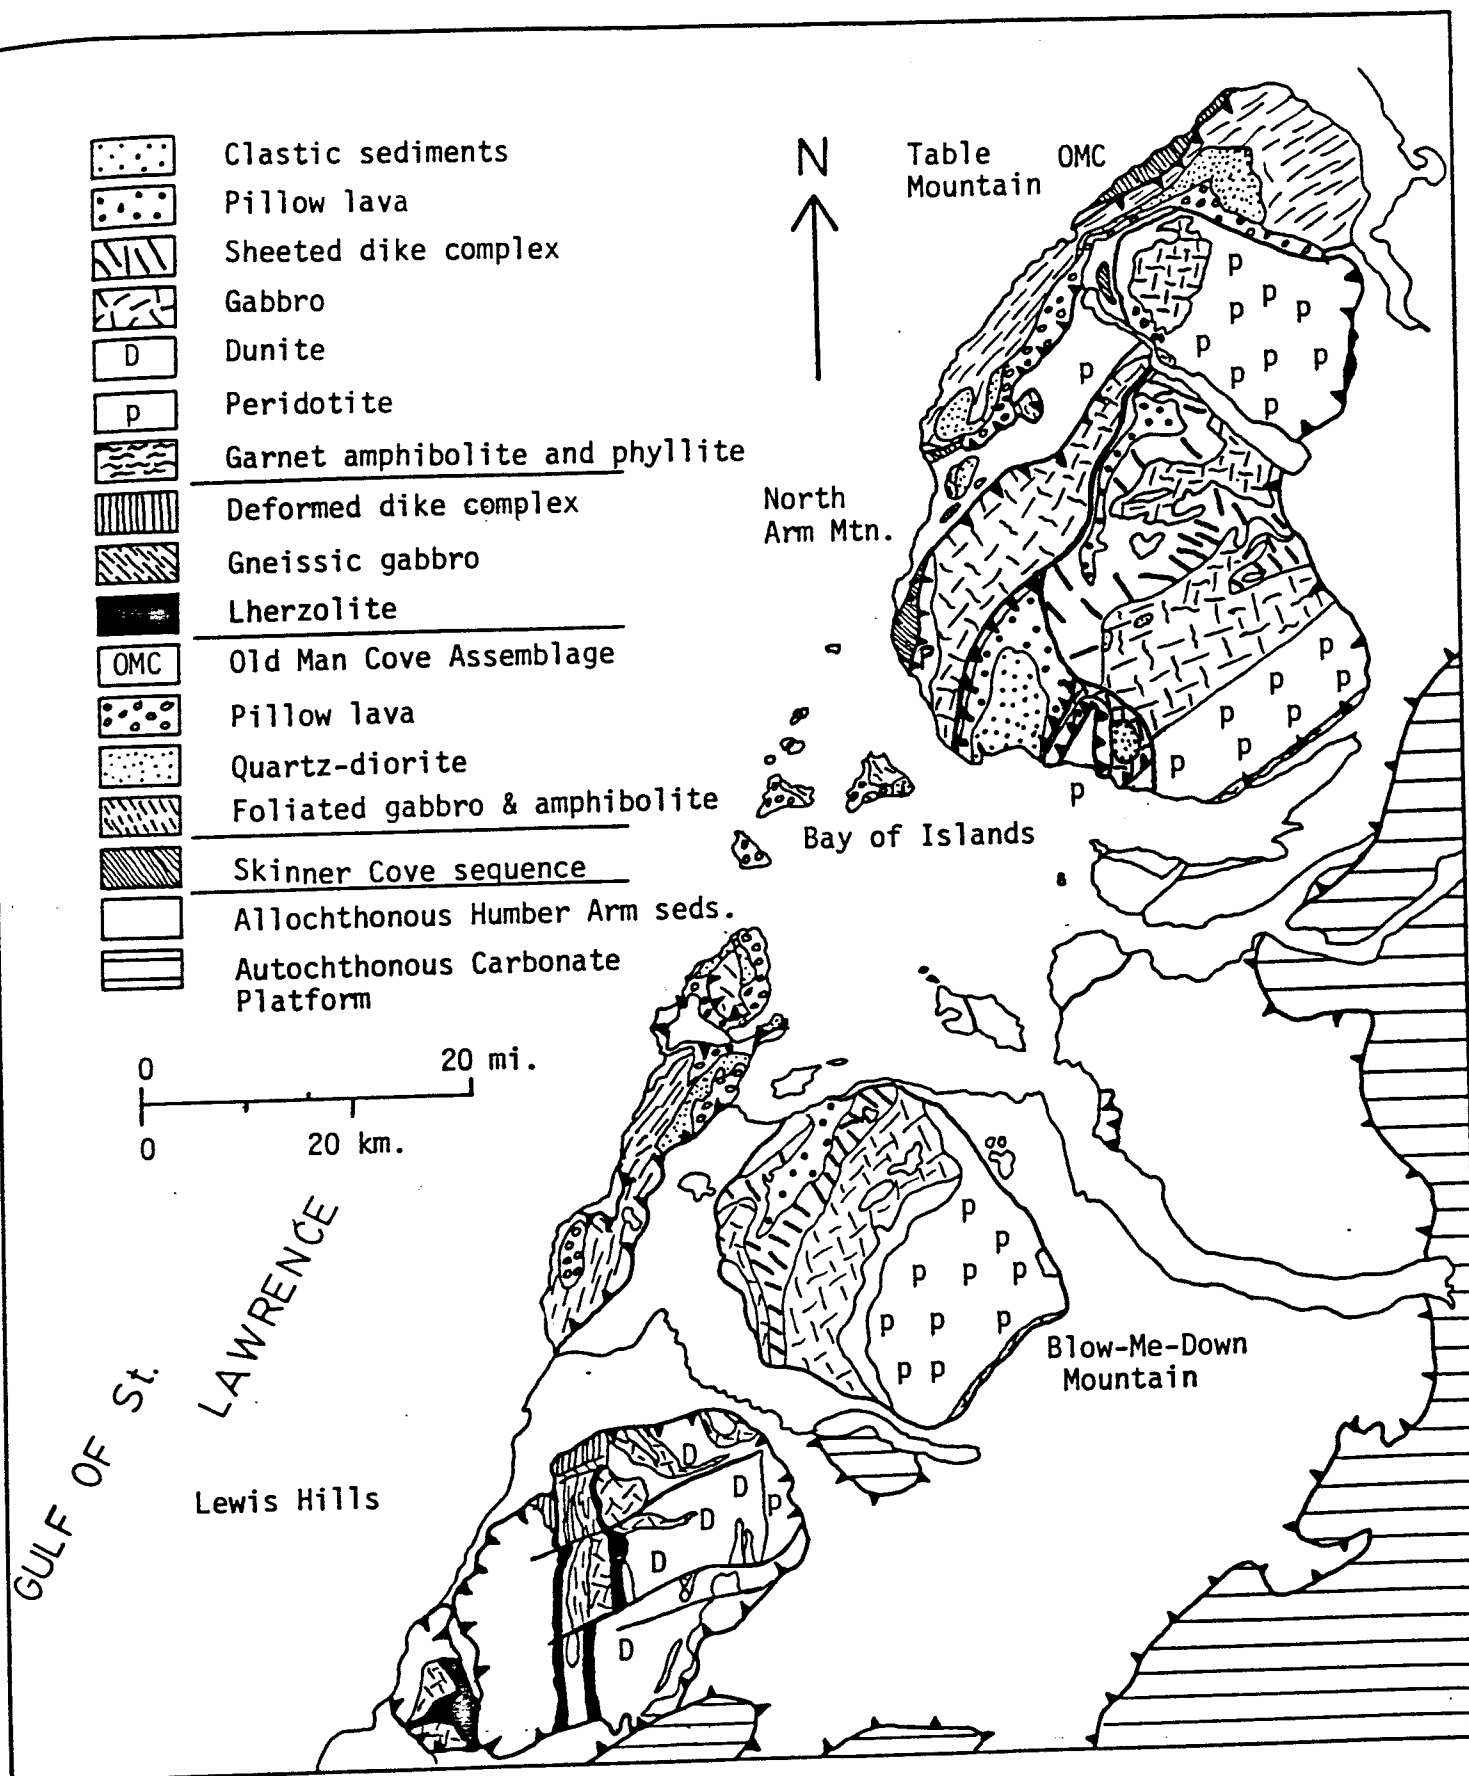 Clastic sediments
Pillow lava
Sheeted dike complex
Gabbro
D Dunite
p Peridotite
Garnet amphibolite and phyllite
Deformed dike complex
Gneissic gabbro
Lherzolite
OMC Old Man Cove Assemblage
Pillow lava
Quartz-diorite
Foliated gabbro & amphibolite
Skinner Cove sequence
Allochthonous Humber Arm seds.
Autochthonous Carbonate
Platform
0 20 mi.
0 20 km.
N
Table
Mountain
OMC
p
p p
p
p p p
p
p
p
North
Arm Mtn.
p
p p
p p
p
p
p
Bay of Islands
p
p
p p p
p p p
p p
Blow-Me-Down
Mountain
GULF OF St. LAWRENCE
Lewis Hills
D
D p
D
D
D